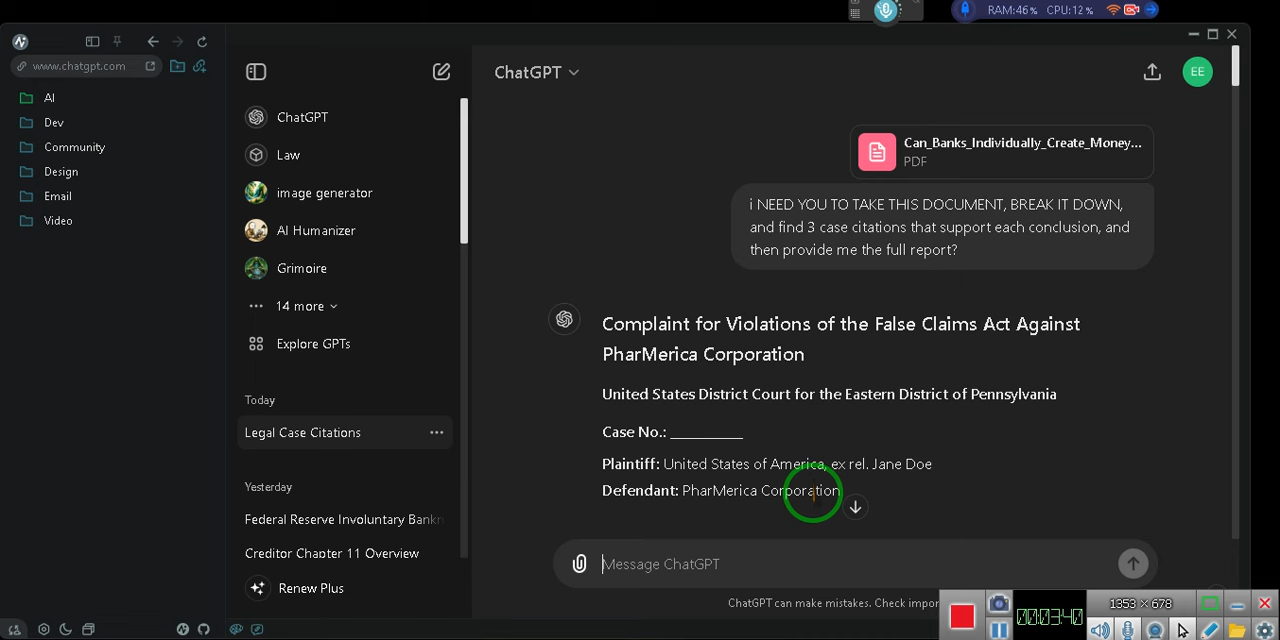 RAM:46% CPU:12%
www.chatgpt.com
AI
Dev
Community
Design
Email
Video
ChatGPT
Law
image generator
AI Humanizer
Grimoire
14 more
Explore GPTs
Today
Legal Case Citations
Yesterday
Federal Reserve Involuntary Bankr
Creditor Chapter 11 Overview
Renew Plus
ChatGPT
EE
Can_Banks_Individually_Create_Money...
PDF
i NEED YOU TO TAKE THIS DOCUMENT, BREAK IT DOWN,
and find 3 case citations that support each conclusion, and
then provide me the full report?
Complaint for Violations of the False Claims Act Against
PharMerica Corporation
United States District Court for the Eastern District of Pennsylvania
Case No.: __________
Plaintiff: United States of America, ex rel. Jane Doe
Defendant: PharMerica Corporation
Message ChatGPT
ChatGPT can make mistakes. Check impor
1353 × 678
00:03:40